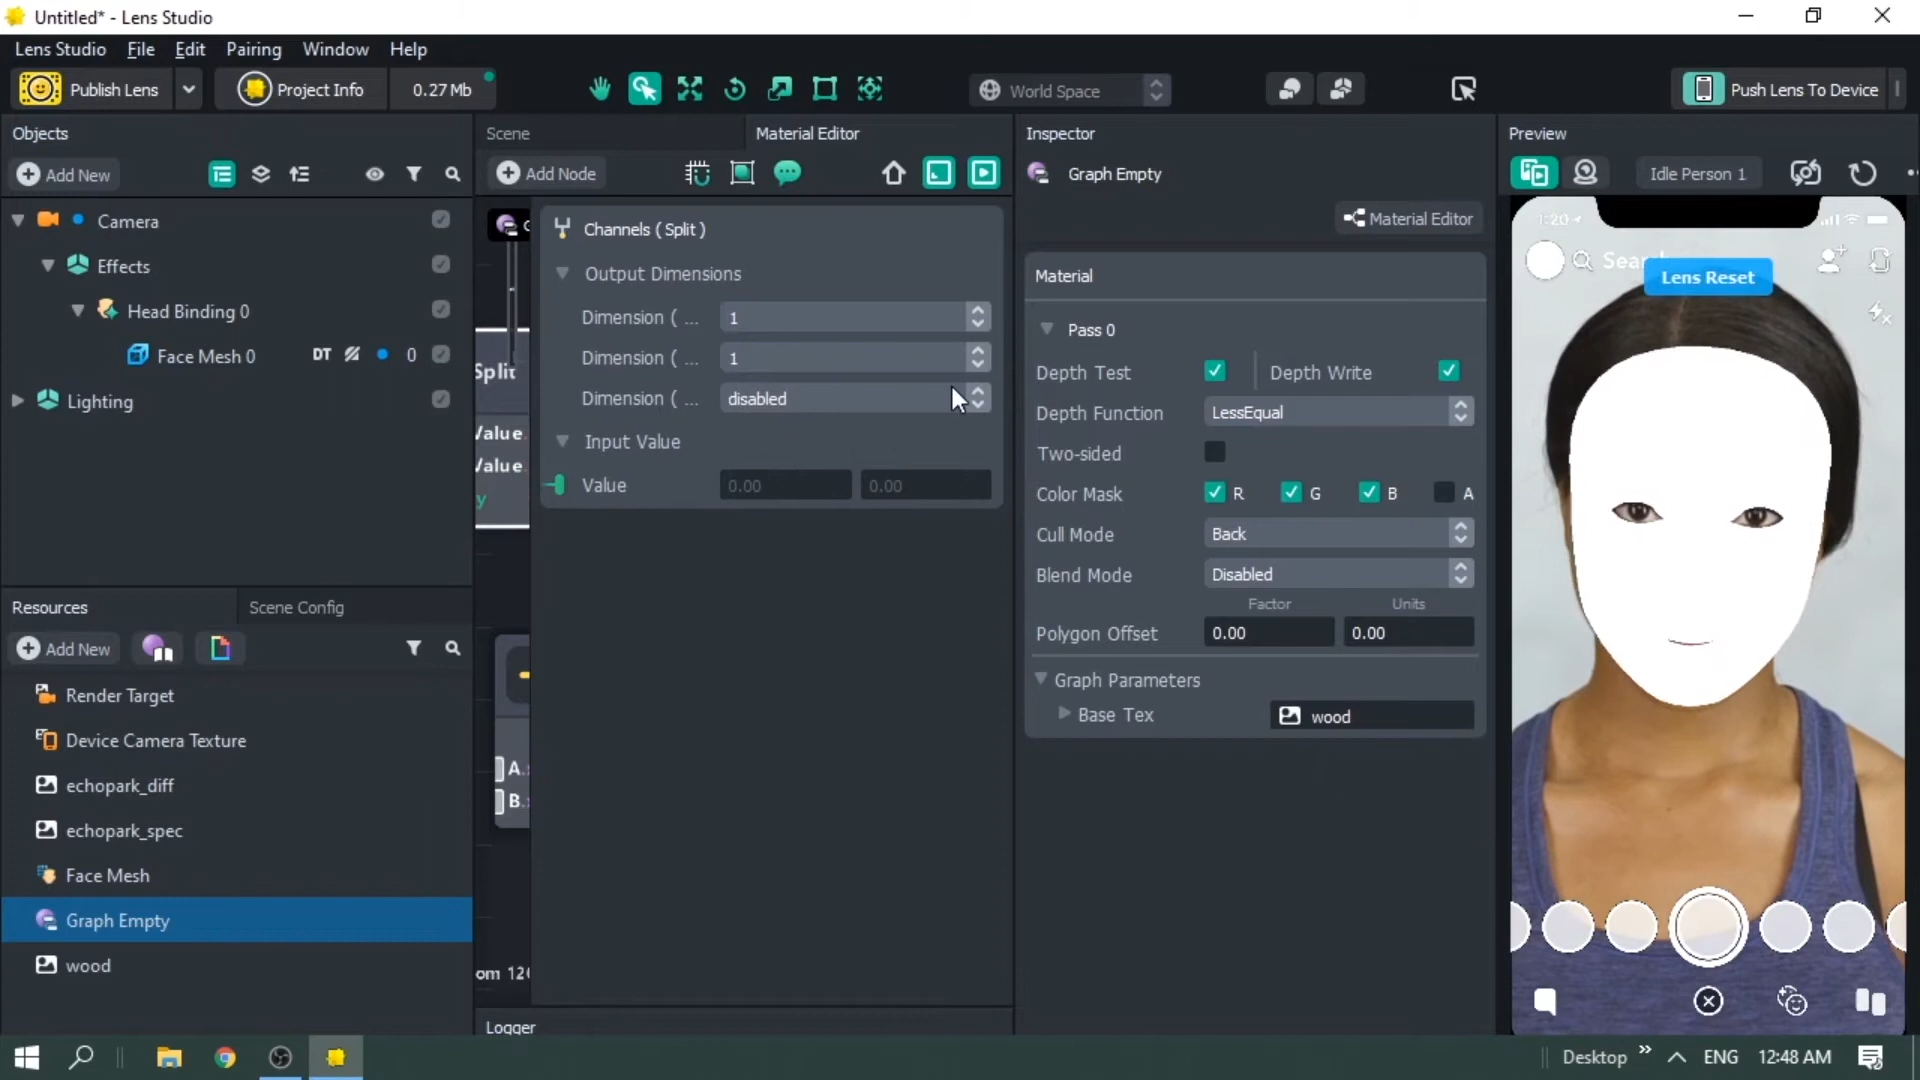 Untitled* - Lens Studio
Lens Studio File Edit Pairing Window Help
Publish Lens Project Info 0.27 Mb World Space Push Lens To Device
Objects
Add New
Camera
Effects
Head Binding 0
Face Mesh 0 DT 0
Lighting
Resources Scene Config
Add New
Render Target
Device Camera Texture
echopark_diff
echopark_spec
Face Mesh
Graph Empty
wood
Scene Material Editor
Add Node
Channels ( Split )
Output Dimensions
Dimension ( ... 1
Dimension ( ... 1
Dimension ( ... disabled
Input Value
Value 0.00 0.00
Split
Value
Value
y
A.
B.
om 120
Logger
Inspector
Graph Empty
Material Editor
Material
Pass 0
Depth Test Depth Write
Depth Function LessEqual
Two-sided
Color Mask R G B A
Cull Mode Back
Blend Mode Disabled
Factor Units
Polygon Offset 0.00 0.00
Graph Parameters
Base Tex wood
Preview
Idle Person 1
1:20
Sear
Lens Reset
Desktop ENG 12:48 AM